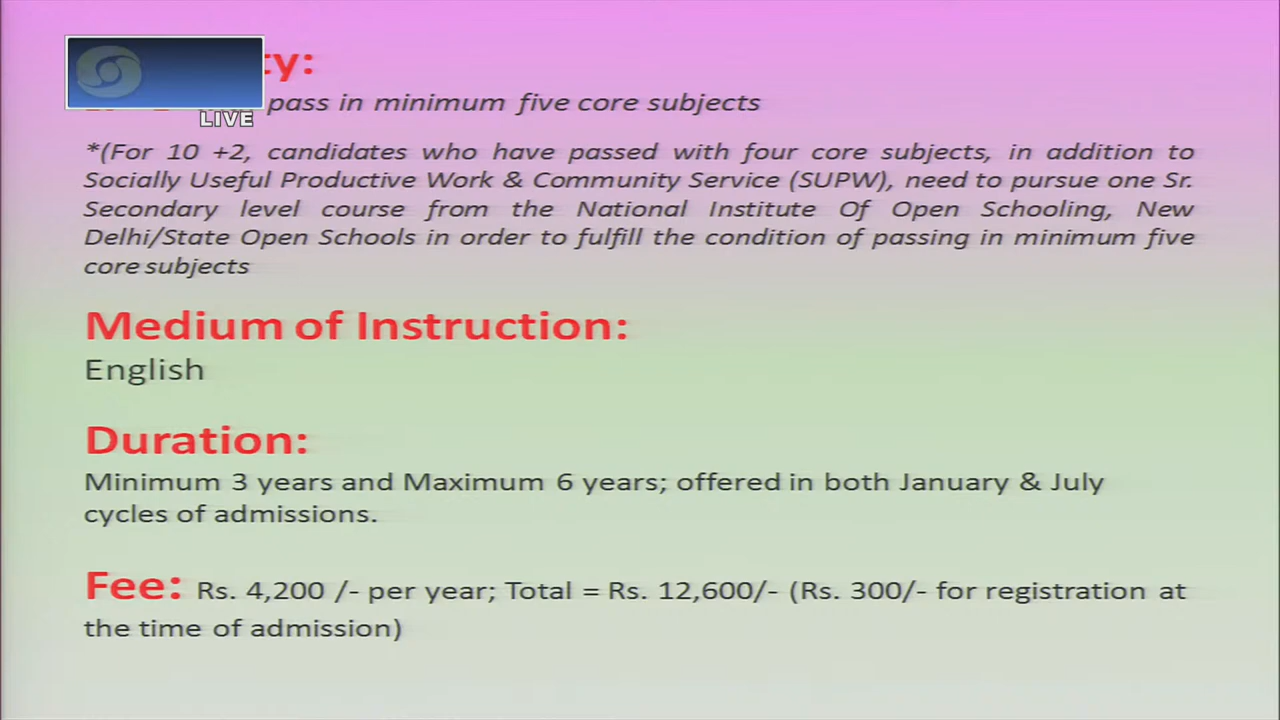 ty:
pass in minimum five core subjects
LIVE
*(For 10 +2, candidates who have passed with four core subjects, in addition to
Socially Useful Productive Work & Community Service (SUPW), need to pursue one Sr.
Secondary level course from the National Institute Of Open Schooling, New
Delhi/State Open Schools in order to fulfill the condition of passing in minimum five
core subjects
Medium of Instruction:
English
Duration:
Minimum 3 years and Maximum 6 years; offered in both January & July
cycles of admissions.
Fee: Rs. 4,200 /- per year; Total = Rs. 12,600/- (Rs. 300/- for registration at
the time of admission)